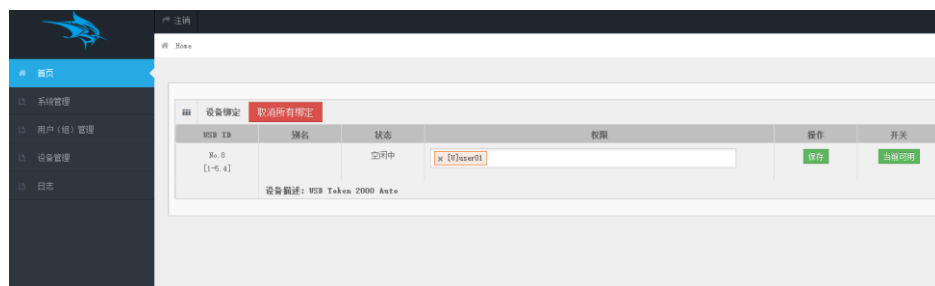 注销
Home
首页
系统管理
用户（组）管理
设备管理
日志
设备绑定 取消所有绑定
USB ID 别名 状态 权限 操作 开关
No.8 空闲中 x [U]user01 保存 当前可用
[1-5.4]
设备描述: USB Token 2000 Auto